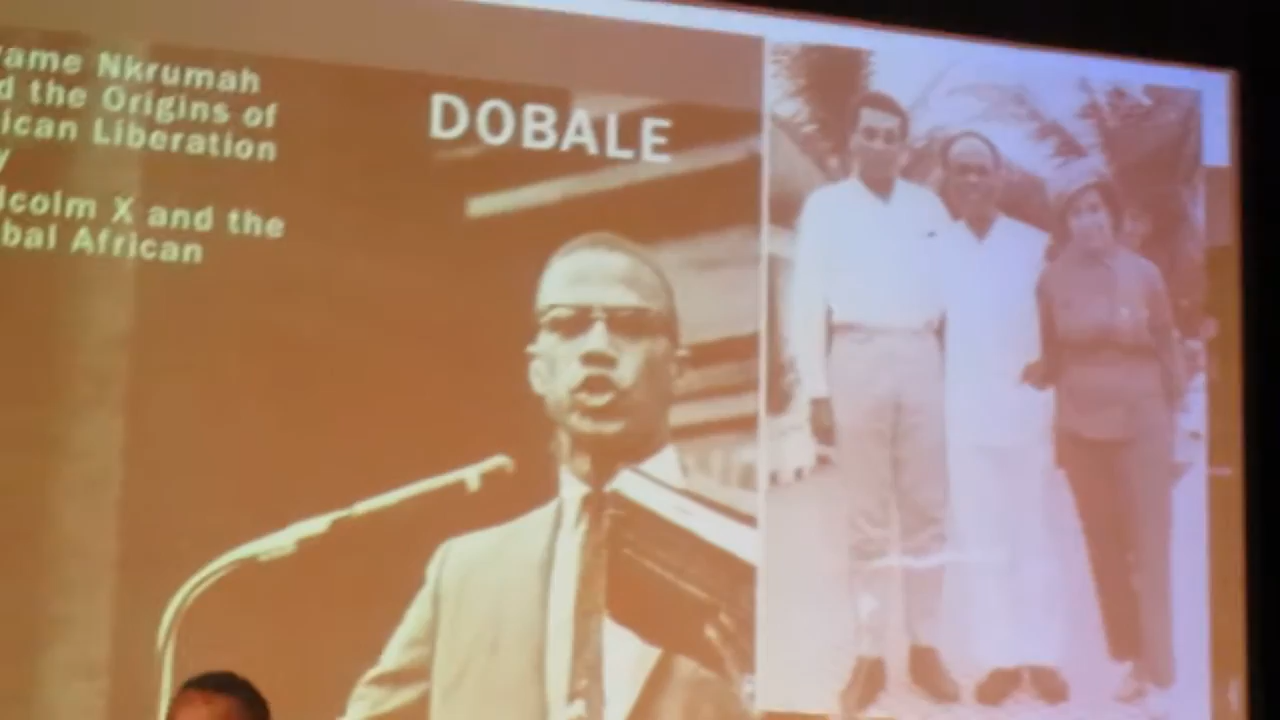 ame Nkrumah
d the Origins of
ican Liberation
y
lcolm X and the
bal African
DOBALE